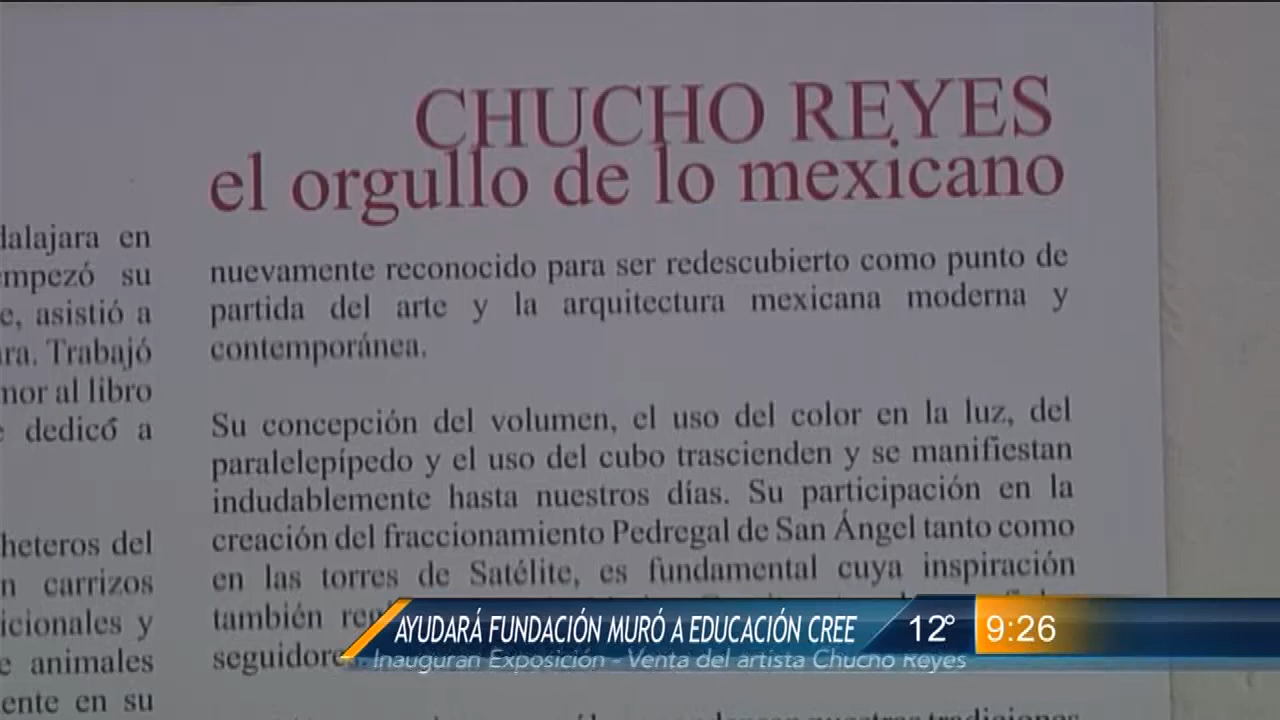 CHUCHO REYES
el orgullo de lo mexicano
dalajara en
empezó su
e, asistió a
ara. Trabajó
mor al libro
e dedicó a
heteros del
n carrizos
icionales y
e animales
ente en su
nuevamente reconocido para ser redescubierto como punto de
partida del arte y la arquitectura mexicana moderna y
contemporánea.
Su concepción del volumen, el uso del color en la luz, del
paralelepípedo y el uso del cubo trascienden y se manifiestan
indudablemente hasta nuestros días. Su participación en la
creación del fraccionamiento Pedregal de San Ángel tanto como
en las torres de Satélite, es fundamental cuya inspiración
también
AYUDARÁ FUNDACIÓN MURÓ A EDUCACIÓN CREE 12° 9:26
Inauguran Exposición - Venta del artista Chucho Reyes